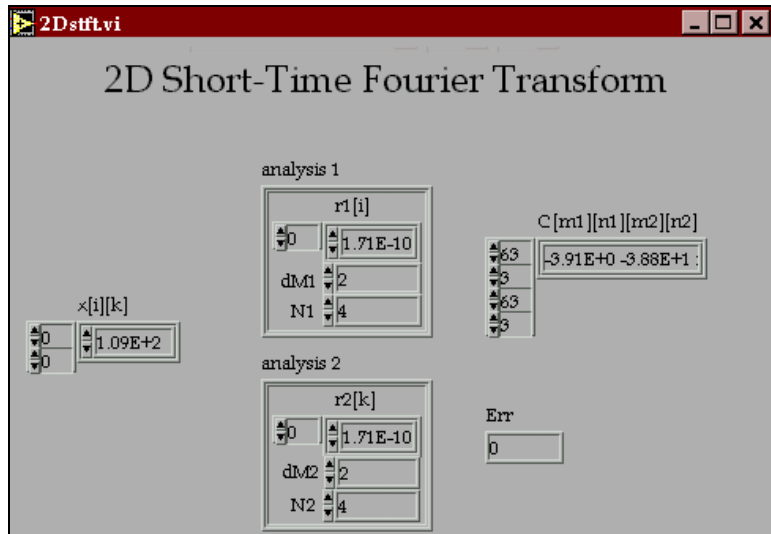 2Dstft.vi
2D Short-Time Fourier Transform
analysis 1
r1[i]
0 1.71E-10
dM1 2
N1 4
C[m1][n1][m2][n2]
63 -3.91E+0 -3.88E+1
3
63
3
x[i][k]
0 1.09E+2
0
analysis 2
r2[k]
0 1.71E-10
dM2 2
N2 4
Err
0